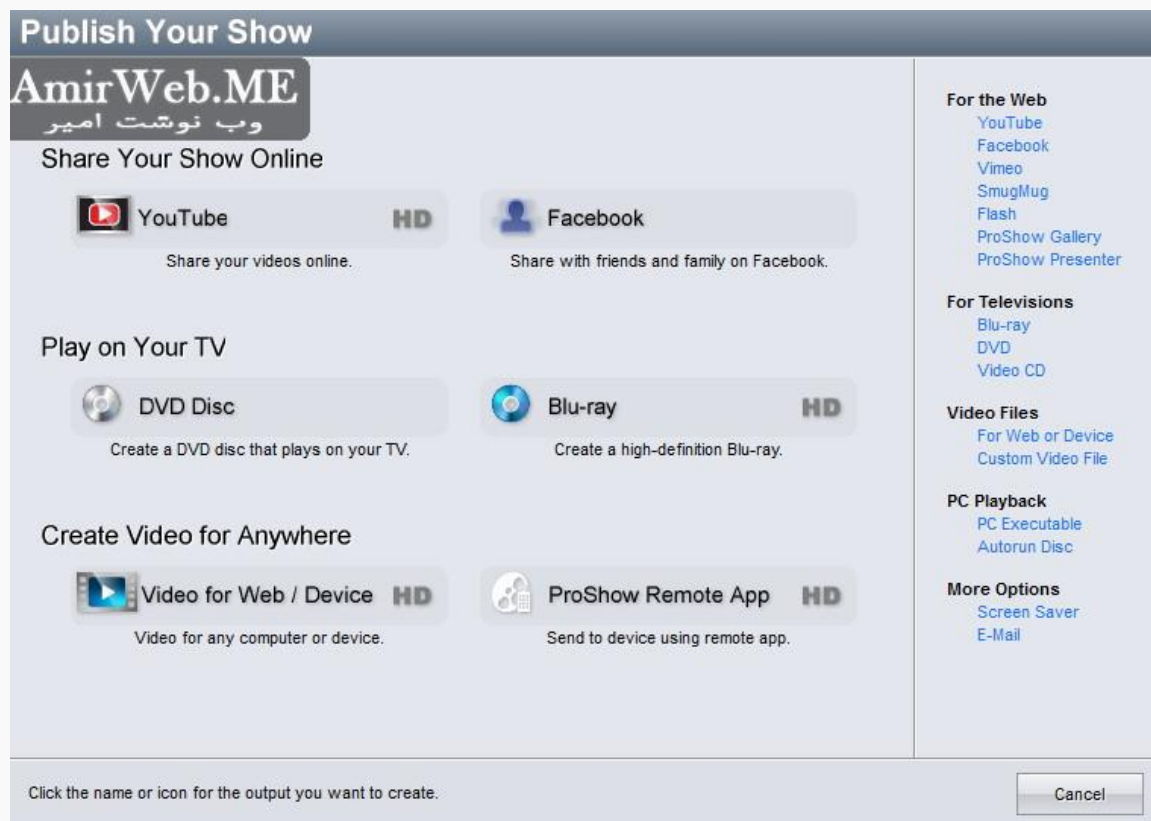 Publish Your Show
AmirWeb.ME
وب نوشت امیر
Share Your Show Online
YouTube HD
Share your videos online.
Facebook
Share with friends and family on Facebook.
Play on Your TV
DVD Disc
Create a DVD disc that plays on your TV.
Blu-ray HD
Create a high-definition Blu-ray.
Create Video for Anywhere
Video for Web / Device HD
Video for any computer or device.
ProShow Remote App HD
Send to device using remote app.
For the Web
YouTube
Facebook
Vimeo
SmugMug
Flash
ProShow Gallery
ProShow Presenter
For Televisions
Blu-ray
DVD
Video CD
Video Files
For Web or Device
Custom Video File
PC Playback
PC Executable
Autorun Disc
More Options
Screen Saver
E-Mail
Click the name or icon for the output you want to create.
Cancel